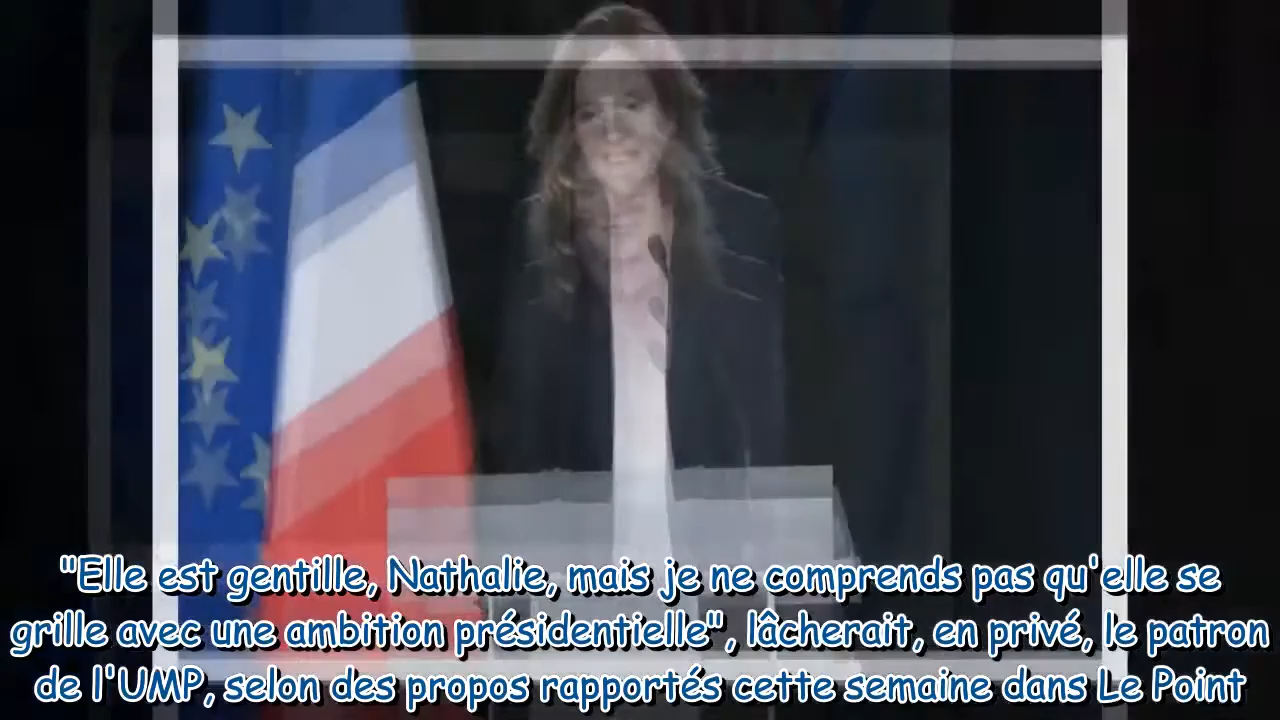 "Elle est gentille, Nathalie, mais je ne comprends pas qu'elle se
grille avec une ambition présidentielle", lâcherait, en privé, le patron
de l'UMP, selon des propos rapportés cette semaine dans Le Point